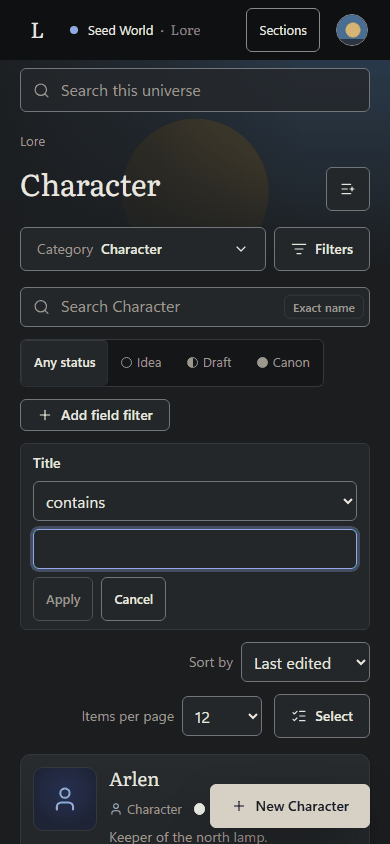 L Seed World · Lore Sections
Search this universe
Lore
Character
Category Character Filters
Search Character Exact name
Any status Idea Draft Canon
Add field filter
Title
contains
Apply Cancel
Sort by Last edited
Items per page 12 Select
Arlen
Character
New Character
Keeper of the north lamp.